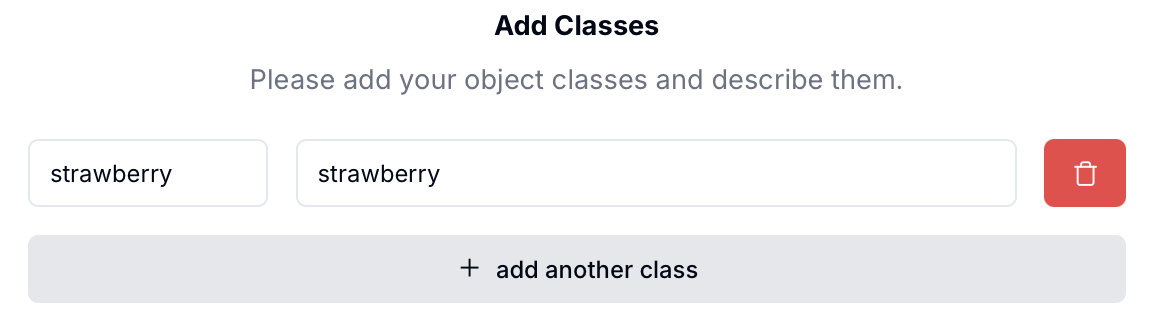 Add Classes
Please add your object classes and describe them.
strawberry strawberry
add another class